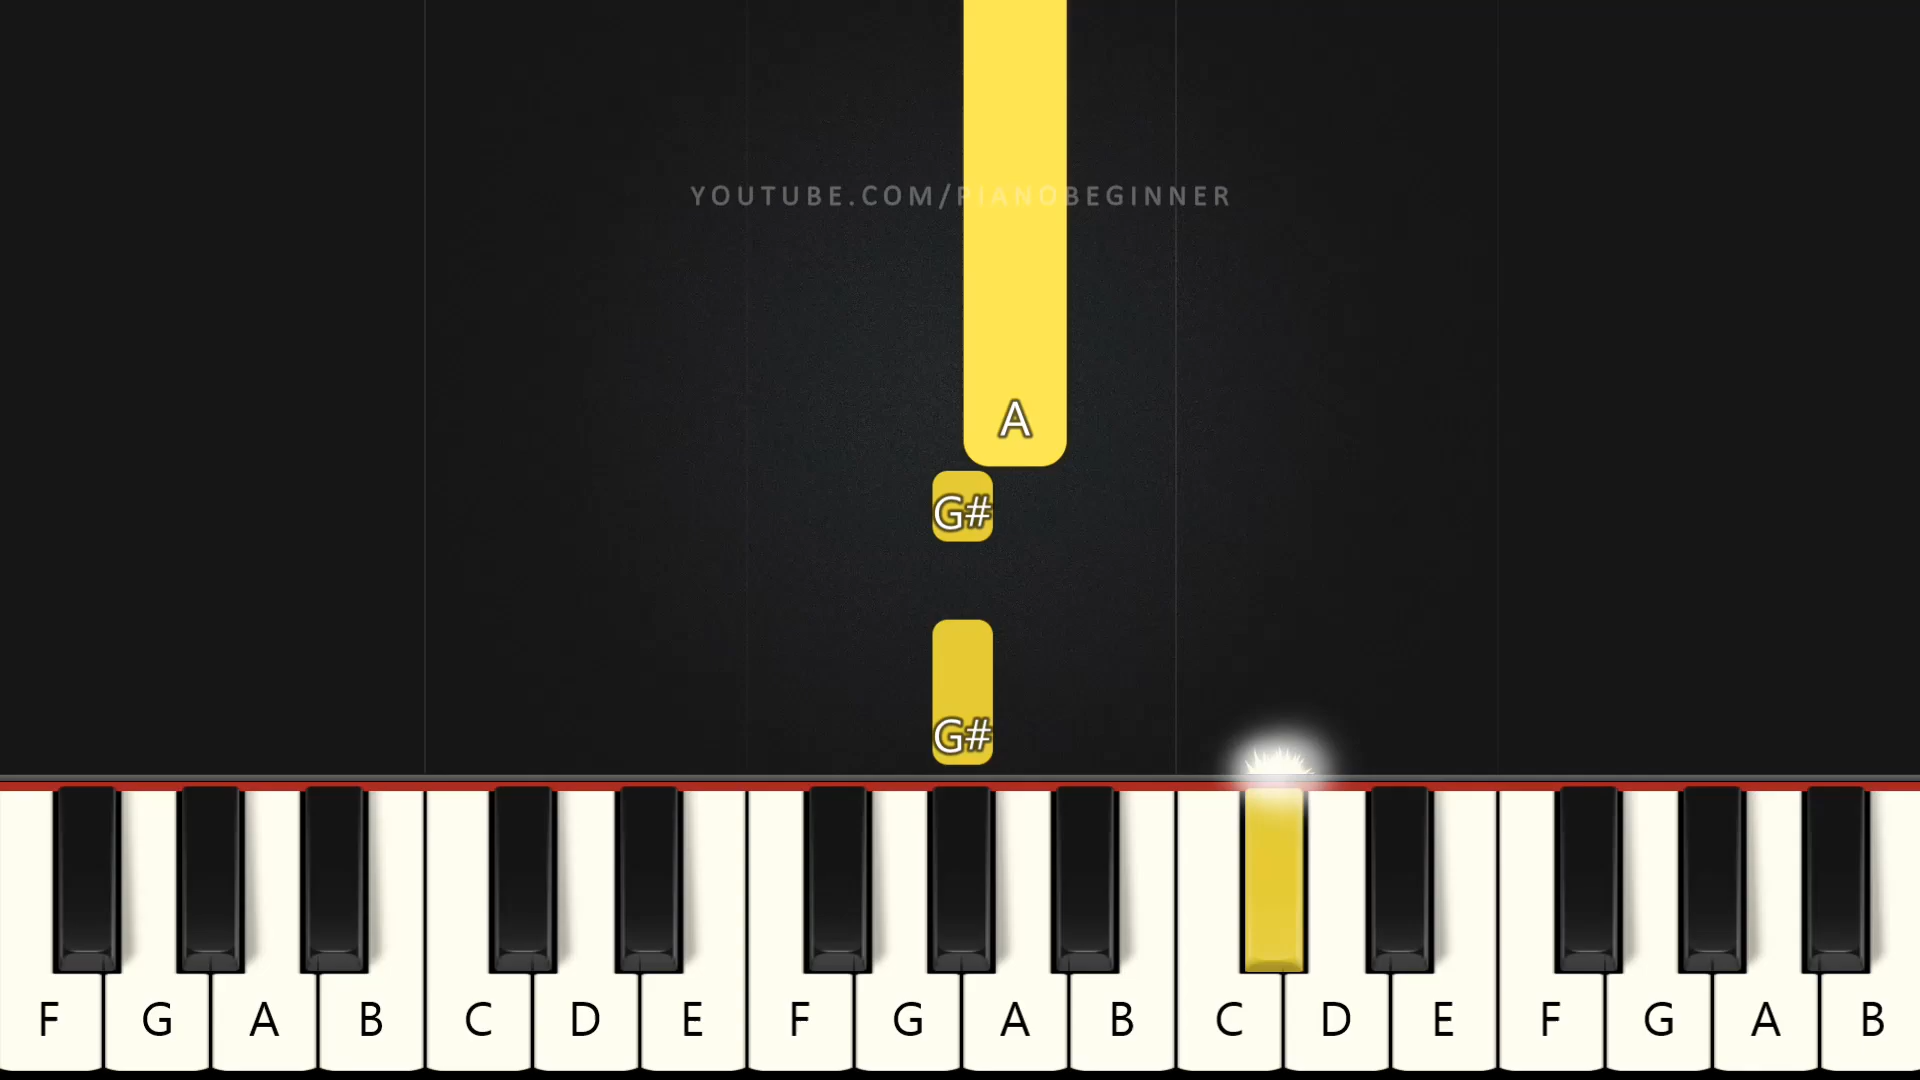 YOUTUBE.COM/PIANOBEGINNER
A
G#
G#
F G A B C D E F G A B C D E F G A B